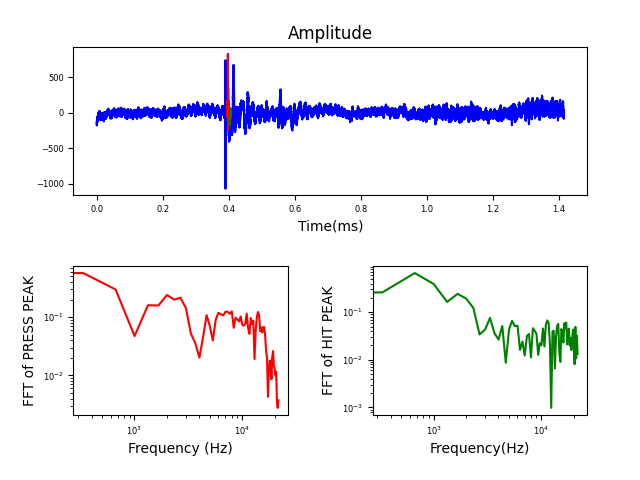 Amplitude
500
0
−500
−1000
0.0 0.2 0.4 0.6 0.8 1.0 1.2 1.4
Time(ms)
FFT of PRESS PEAK
10⁻¹
10⁻²
10³ 10⁴
Frequency (Hz)
FFT of HIT PEAK
10⁻¹
10⁻²
10⁻³
10³ 10⁴
Frequency(Hz)